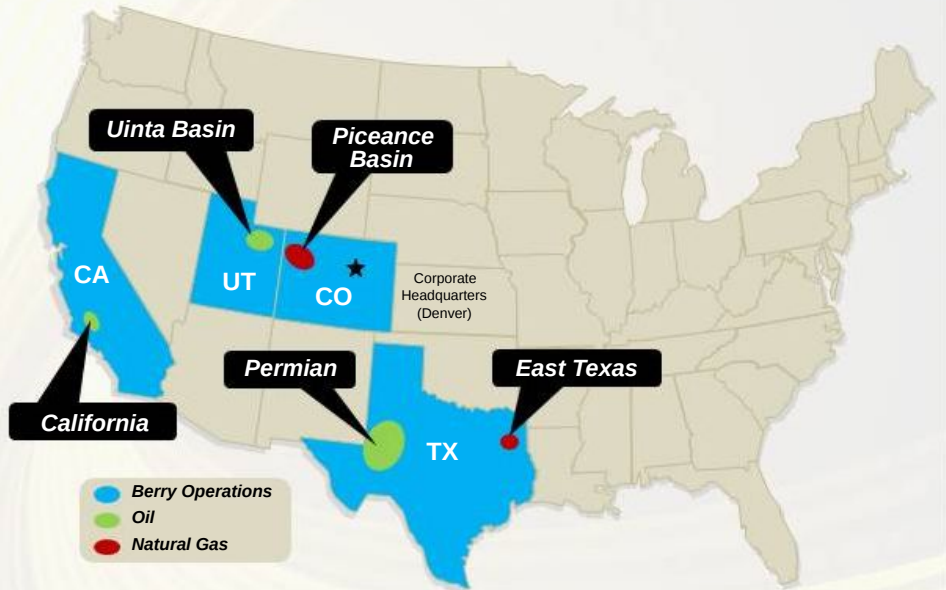 Uinta Basin
Piceance
Basin
CA
UT
CO
Corporate
Headquarters
(Denver)
Permian
East Texas
California
TX
Berry Operations
Oil
Natural Gas